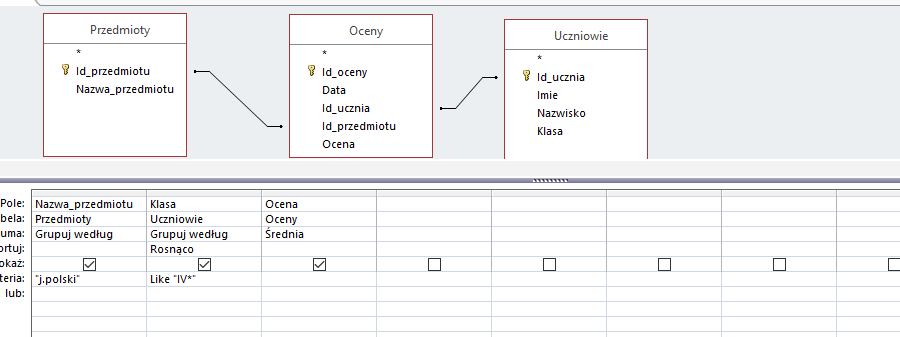 Przedmioty
*
Id_przedmiotu
Nazwa_przedmiotu
Oceny
*
Id_oceny
Data
Id_ucznia
Id_przedmiotu
Ocena
Uczniowie
*
Id_ucznia
Imie
Nazwisko
Klasa
Pole: Nazwa_przedmiotu Klasa Ocena
bela: Przedmioty Uczniowie Oceny
uma: Grupuj według Grupuj według Średnia
ortuj: Rosnąco
okaż:
teria: "j.polski" Like "IV*"
lub: